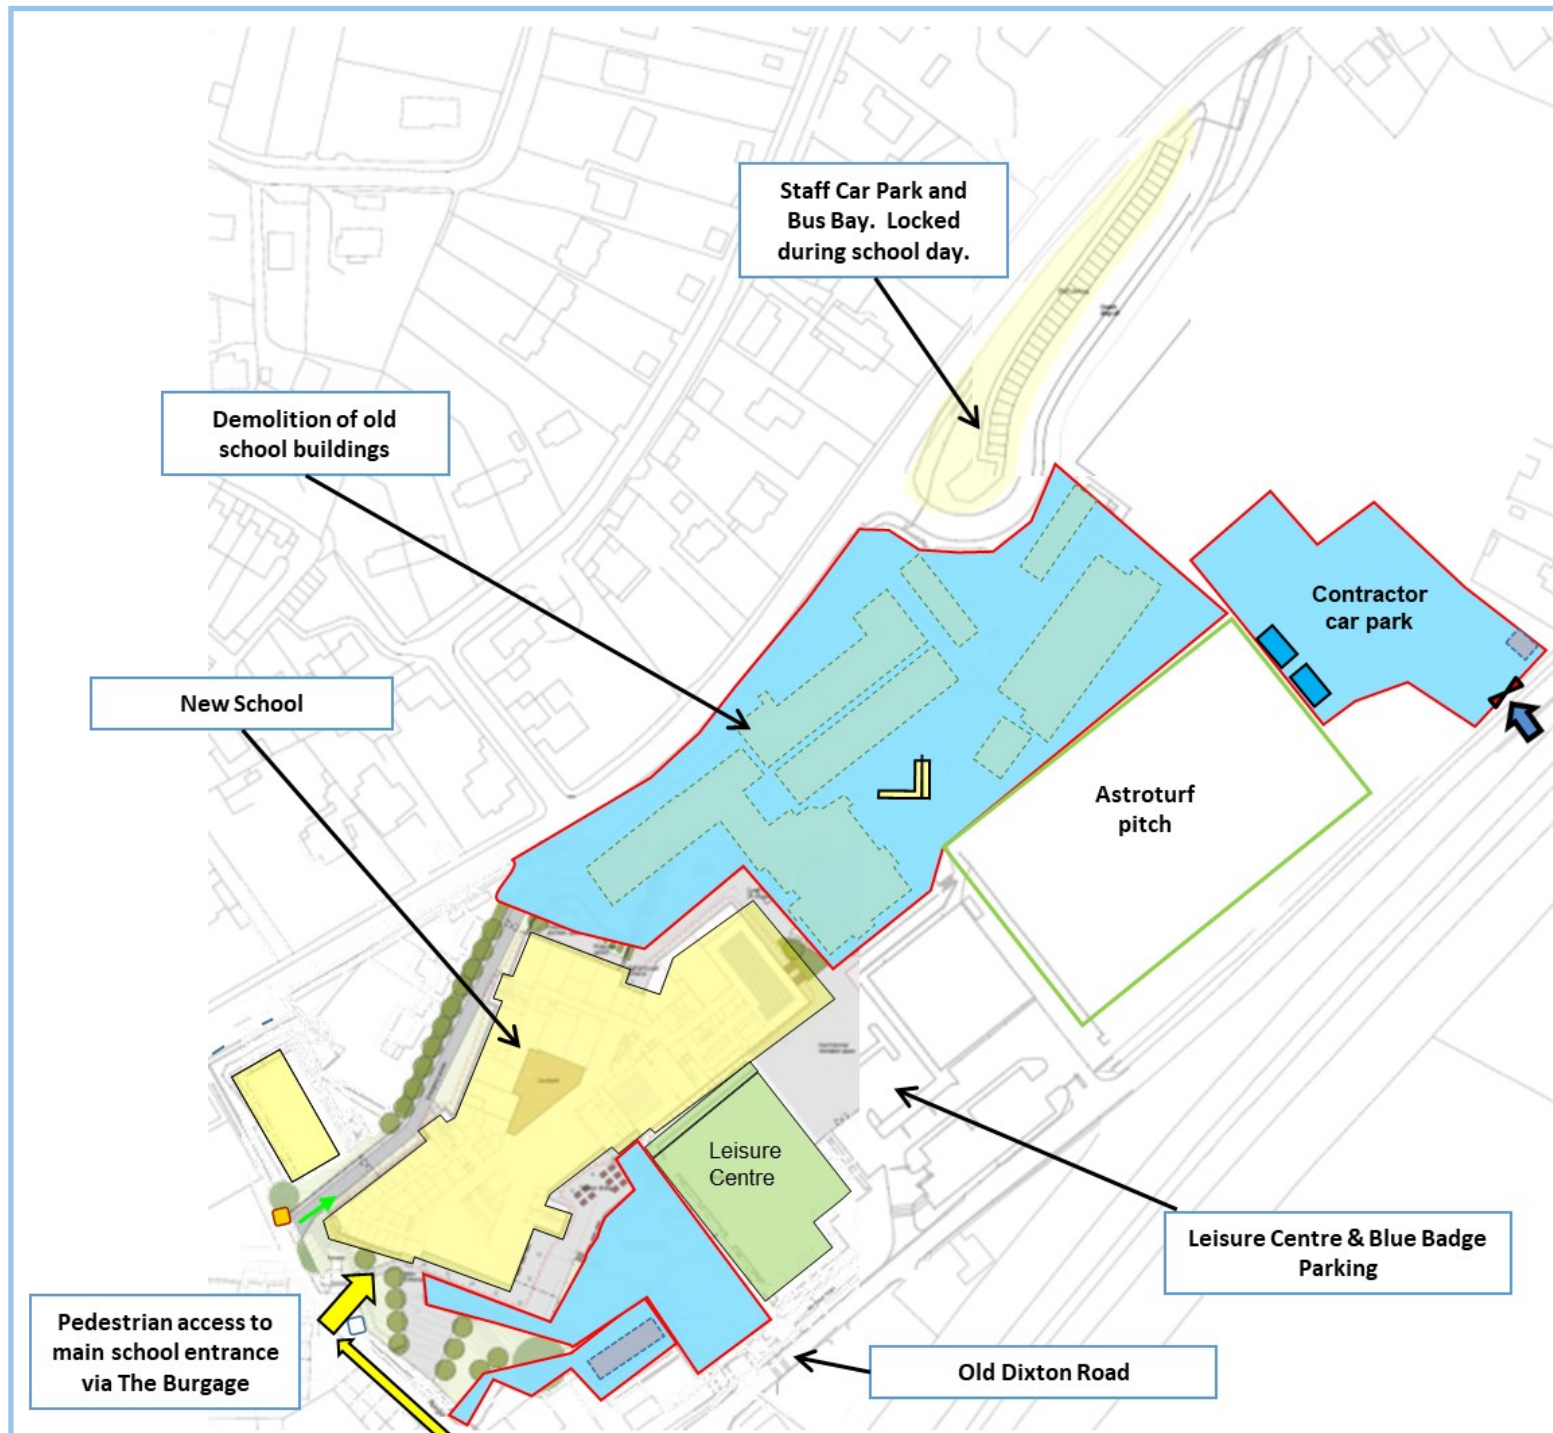 Staff Car Park and
Bus Bay.  Locked
during school day.
Demolition of old
school buildings
Contractor
car park
New School
Astroturf
pitch
Leisure
Centre
Leisure Centre & Blue Badge
Parking
Pedestrian access to
main school entrance
via The Burgage
Old Dixton Road